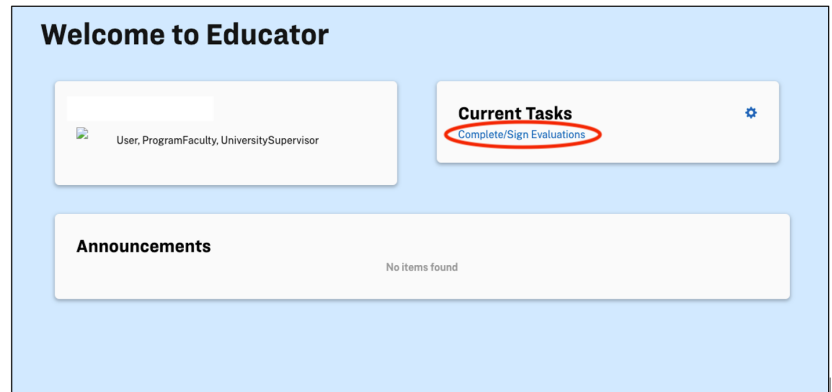 Welcome to Educator
User, ProgramFaculty, UniversitySupervisor
Current Tasks
Complete/Sign Evaluations
Announcements
No items found